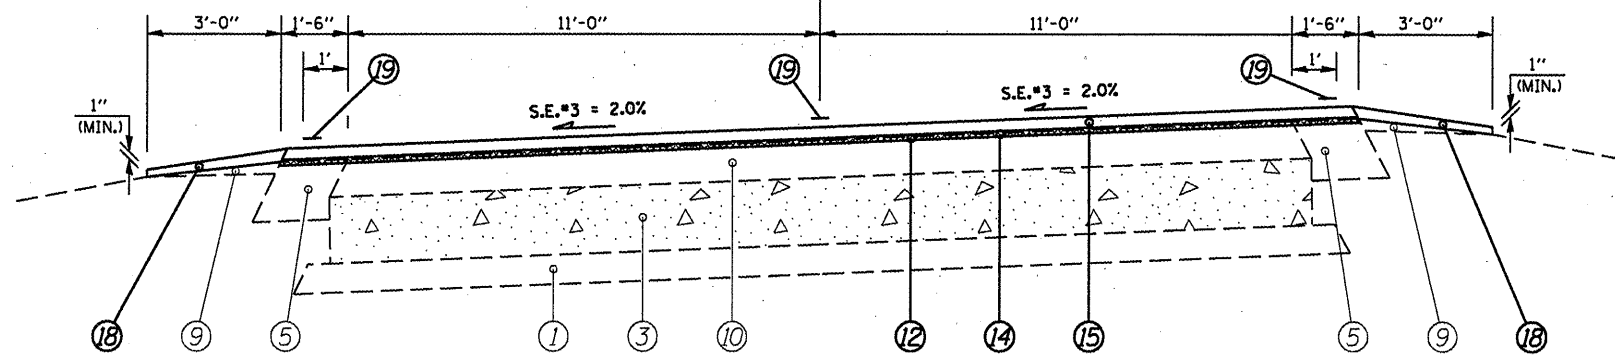 3'-0" 1'-6" 11'-0" 11'-0" 1'-6" 3'-0"
1' 19 19 19 1'
1" (MIN.)
S.E.#3 = 2.0%
S.E.#3 = 2.0%
1" (MIN.)
18 9 5 1 3 10 12 14 15 5 9 18